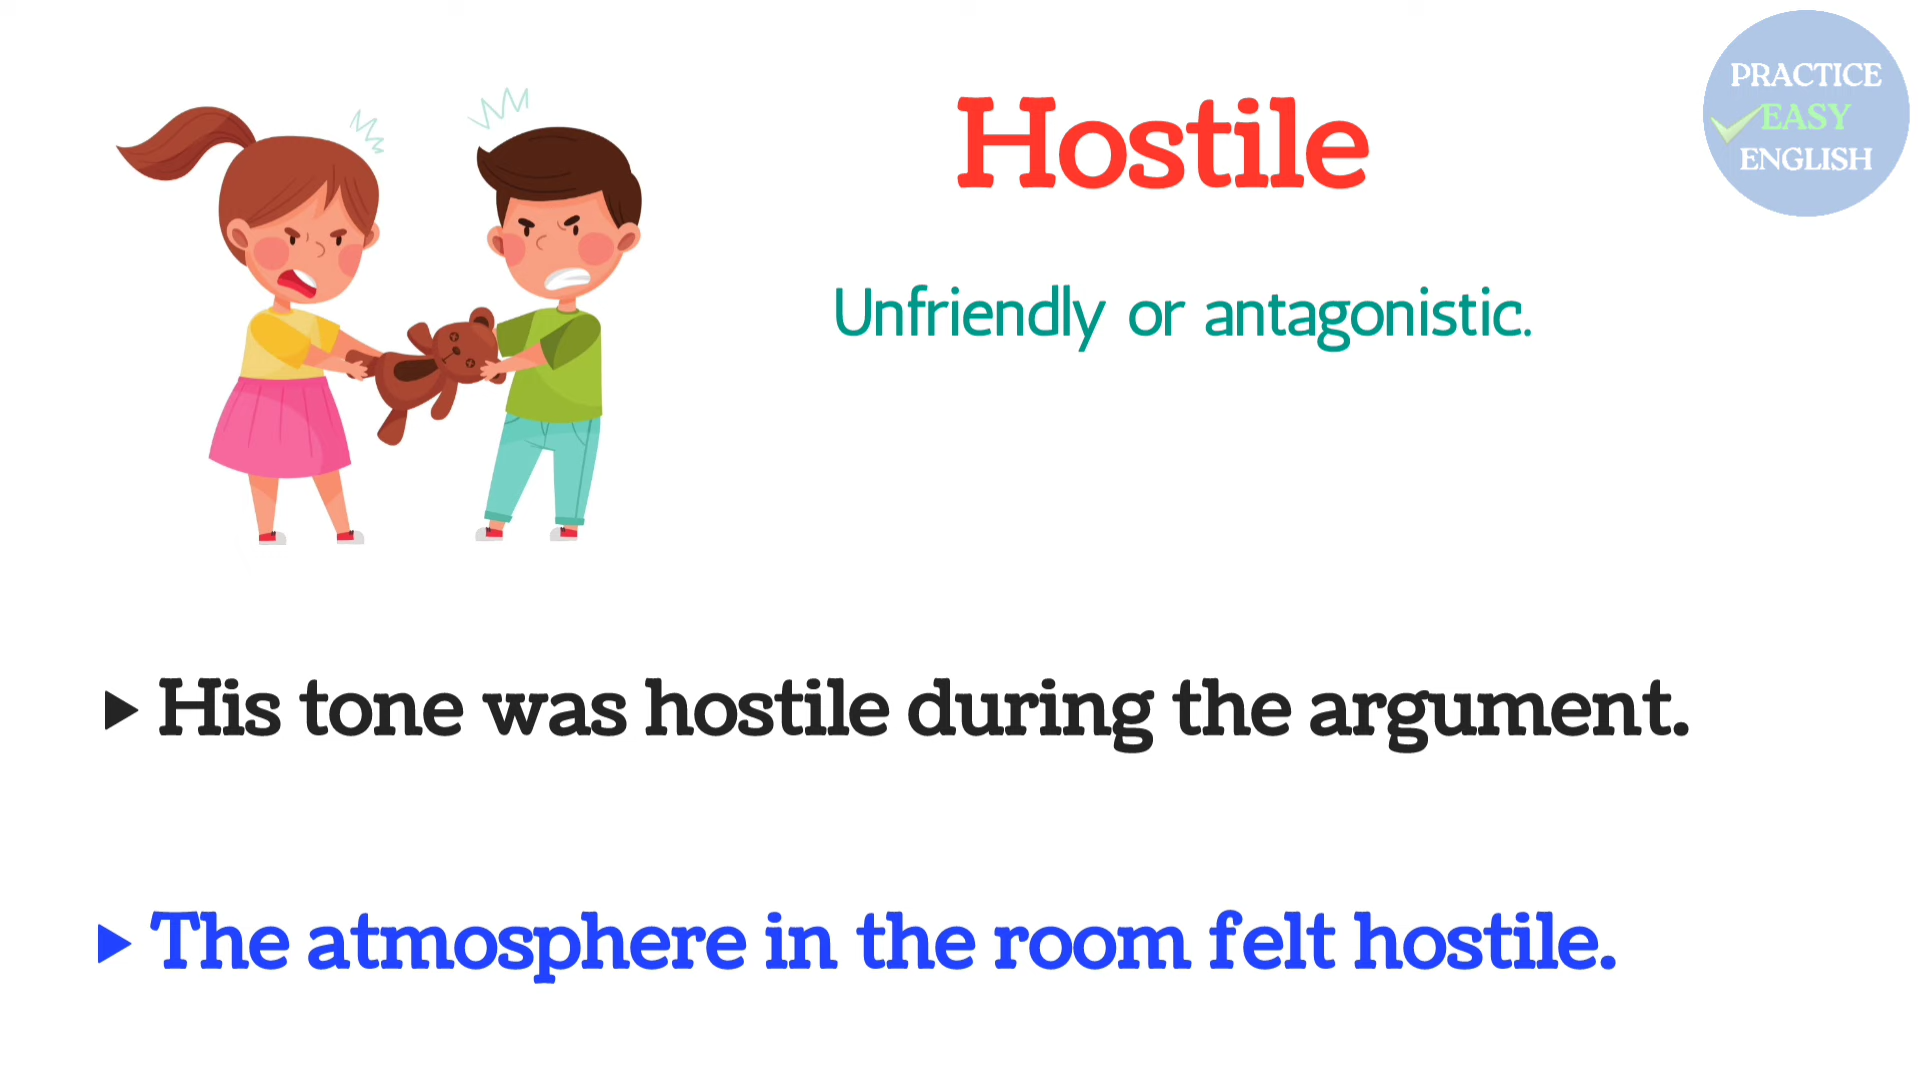 PRACTICE
EASY
ENGLISH
Hostile
Unfriendly or antagonistic.
His tone was hostile during the argument.
The atmosphere in the room felt hostile.